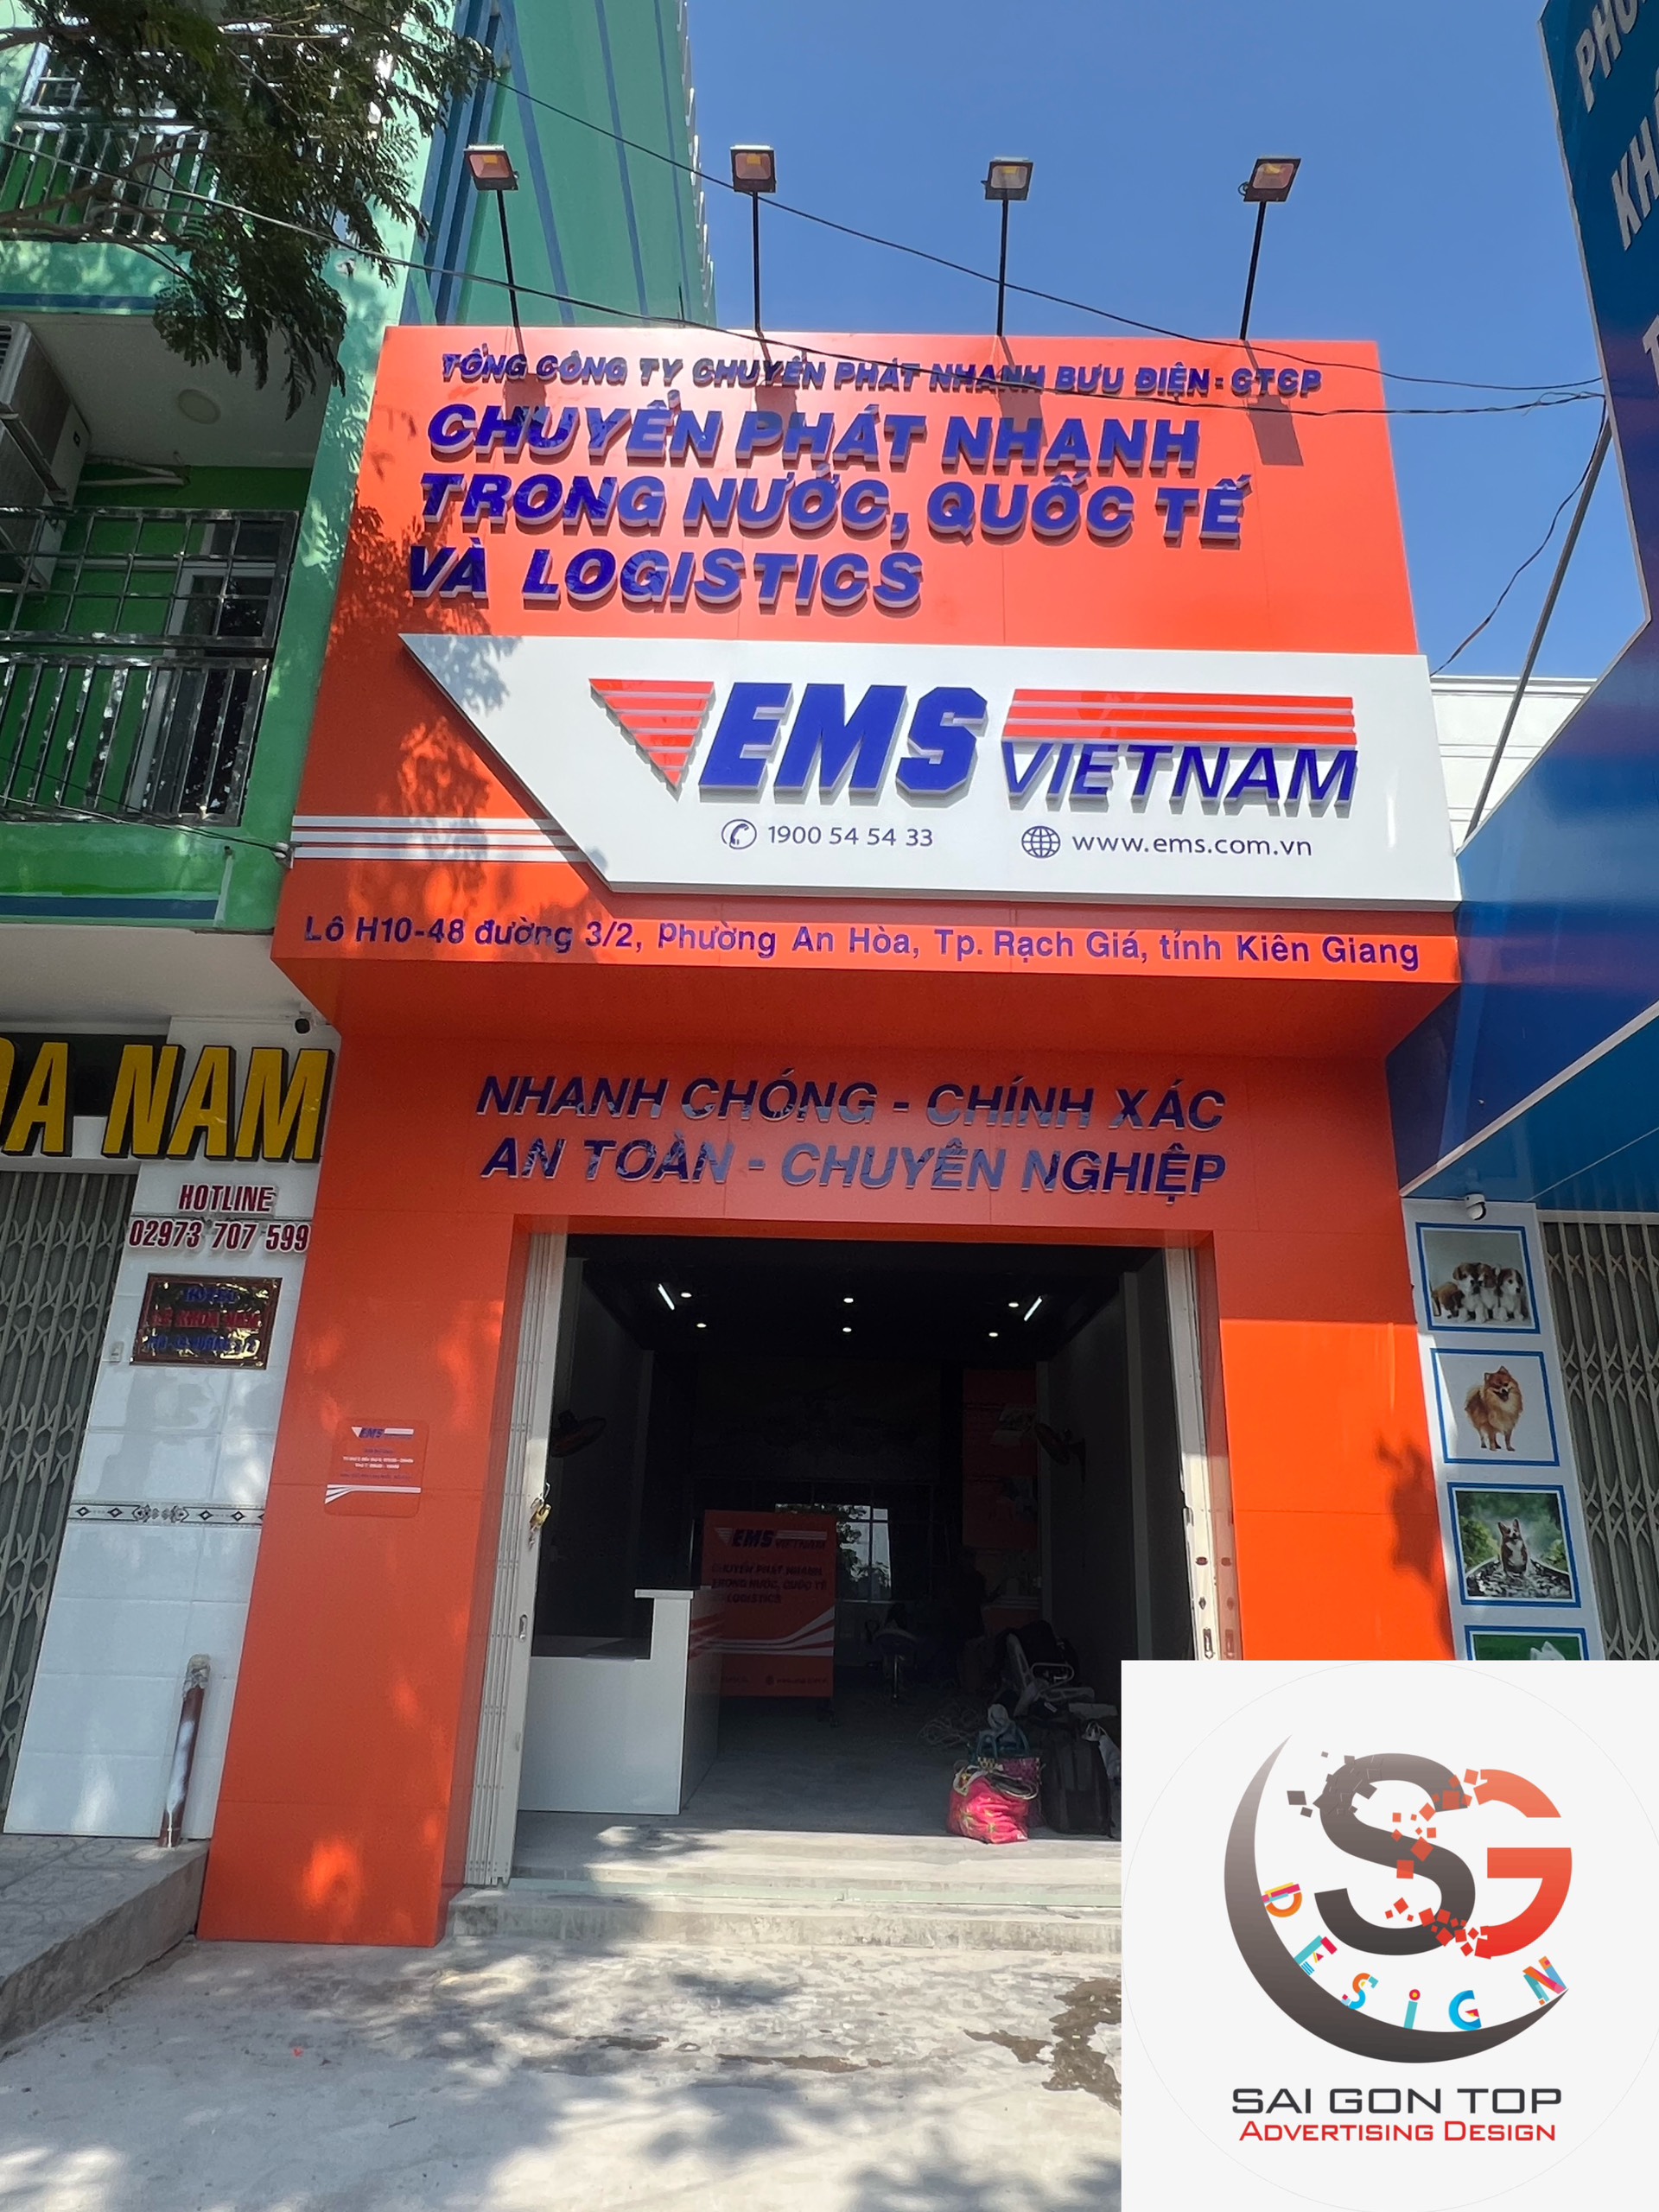 TỔNG CÔNG TY CHUYỂN PHÁT NHANH BƯU ĐIỆN - CTCP
CHUYỂN PHÁT NHANH
TRONG NƯỚC, QUỐC TẾ
VÀ LOGISTICS
EMS
VIETNAM
1900 54 54 33
www.ems.com.vn
Lô H10-48 đường 3/2, Phường An Hòa, Tp. Rạch Giá, tỉnh Kiên Giang
NHANH CHÓNG - CHÍNH XÁC
AN TOÀN - CHUYÊN NGHIỆP
OA NAM
HOTLINE
02973 707 599
EMS
EMS VIETNAM
CHUYỂN PHÁT NHANH
TRONG NƯỚC, QUỐC TẾ
LOGISTICS
SG
DESIGN
SAI GON TOP
ADVERTISING DESIGN